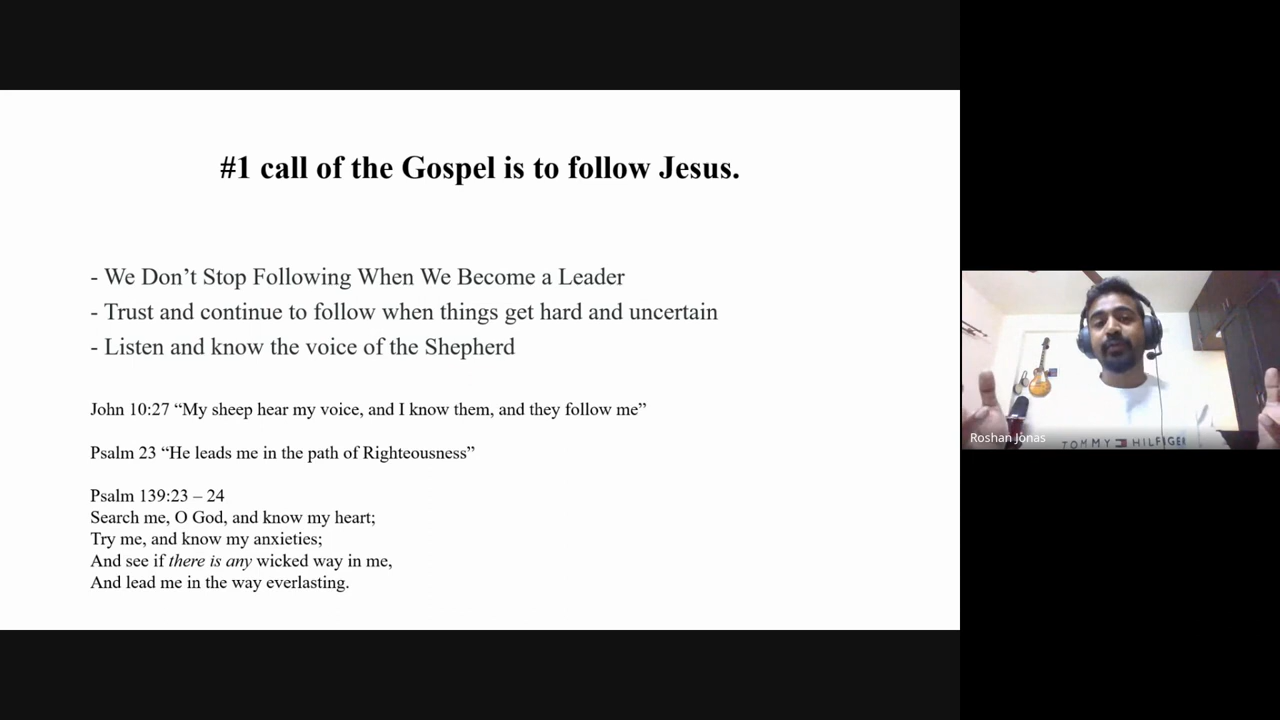 #1 call of the Gospel is to follow Jesus.
- We Don’t Stop Following When We Become a Leader
- Trust and continue to follow when things get hard and uncertain
- Listen and know the voice of the Shepherd
John 10:27 “My sheep hear my voice, and I know them, and they follow me”
Psalm 23 “He leads me in the path of Righteousness”
Psalm 139:23 – 24
Search me, O God, and know my heart;
Try me, and know my anxieties;
And see if there is any wicked way in me,
And lead me in the way everlasting.
Roshan Jonas
TOMMY HILFIGER